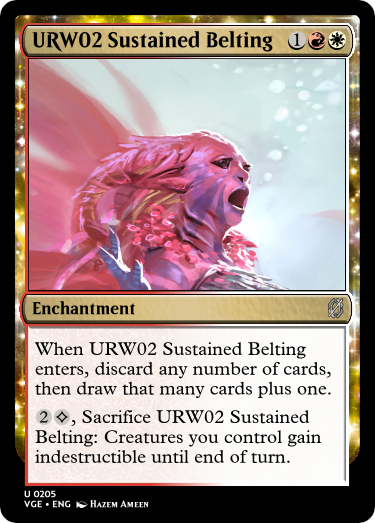 URW02 Sustained Belting 1
Enchantment
When URW02 Sustained Belting
enters, discard any number of cards,
then draw that many cards plus one.
2, Sacrifice URW02 Sustained
Belting: Creatures you control gain
indestructible until end of turn.
U 0205
VGE • ENG Hazem Ameen